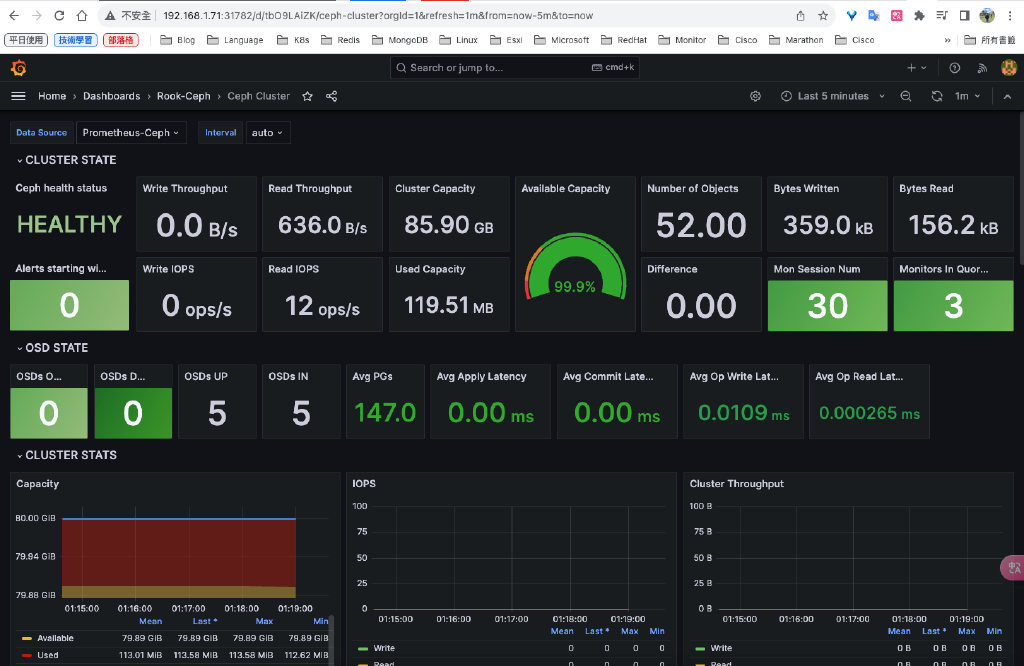 不安全 192.168.1.71:31782/d/tbO9LAiZK/ceph-cluster?orgId=1&refresh=1m&from=now-5m&to=now
平日使用 技術學習 部落格 Blog Language K8s Redis MongoDB Linux Esxi Microsoft RedHat Monitor Cisco Marathon Cisco » 所有書籤
Search or jump to... cmd+k
Home › Dashboards › Rook-Ceph › Ceph Cluster Last 5 minutes 1m
Data Source Prometheus-Ceph Interval auto
CLUSTER STATE
Ceph health status Write Throughput Read Throughput Cluster Capacity Available Capacity Number of Objects Bytes Written Bytes Read
HEALTHY 0.0 B/s 636.0 B/s 85.90 GB 52.00 359.0 kB 156.2 kB
Alerts starting wi... Write IOPS Read IOPS Used Capacity Difference Mon Session Num Monitors In Quor...
99.9%
0 0 ops/s 12 ops/s 119.51 MB 0.00 30 3
OSD STATE
OSDs O... OSDs D... OSDs UP OSDs IN Avg PGs Avg Apply Latency Avg Commit Late... Avg Op Write Lat... Avg Op Read Lat...
0 0 5 5 147.0 0.00 ms 0.00 ms 0.0109 ms 0.000265 ms
CLUSTER STATS
Capacity IOPS Cluster Throughput
80.00 GiB 100 100 B
75 75 B
79.94 GiB 50 50 B
25 25 B
79.88 GiB 0 0 B
01:15:00 01:16:00 01:17:00 01:18:00 01:19:00 01:15:00 01:16:00 01:17:00 01:18:00 01:19:00 01:15:00 01:16:00 01:17:00 01:18:00 01:19:00
Mean Last * Max Min Mean Last * Max Min Mean Last * Max Min
Available 79.89 GiB 79.89 GiB 79.89 GiB 79.89 GiB Write 0 0 0 0 Write 0 B 0 B 0 B 0 B
Used 113.01 MiB 113.58 MiB 113.58 MiB 112.62 MiB Read Read